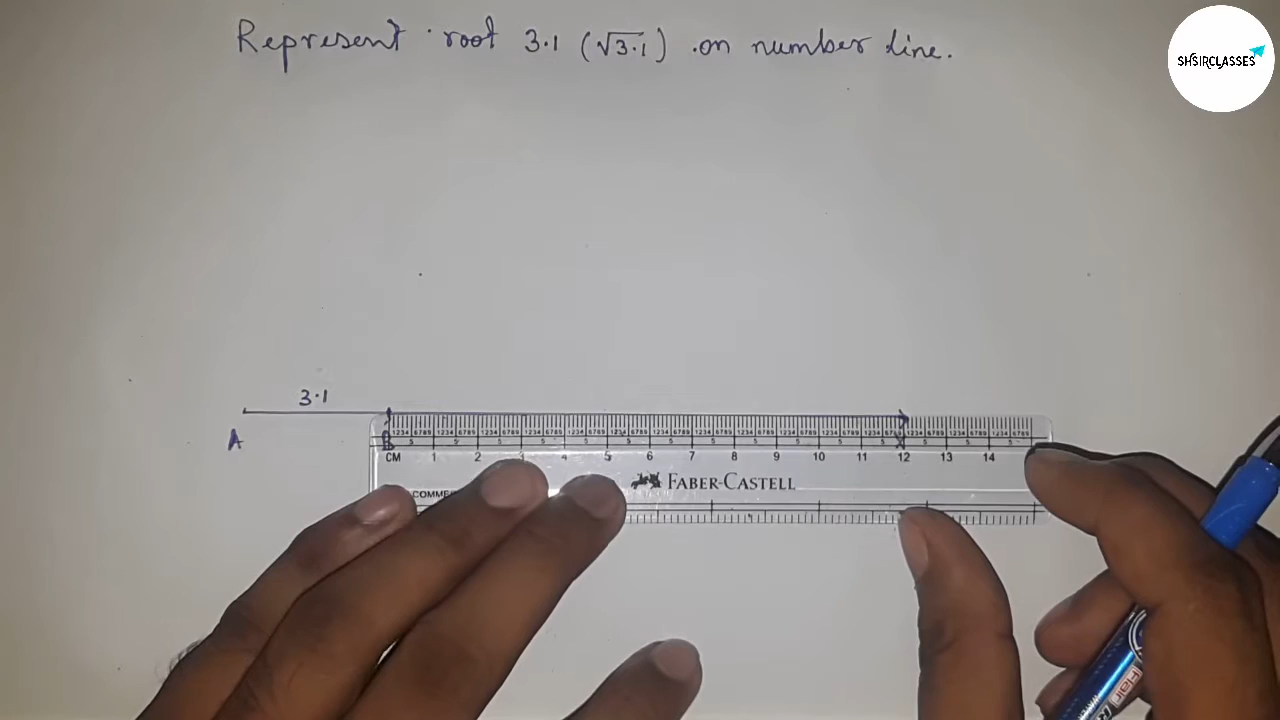 Represent root 3.1 (√3.1) on number line.
SHSIRCLASSES
3.1
A
B
X
CM 1 2 3 4 5 6 7 8 9 10 11 12 13 14
FABER-CASTELL